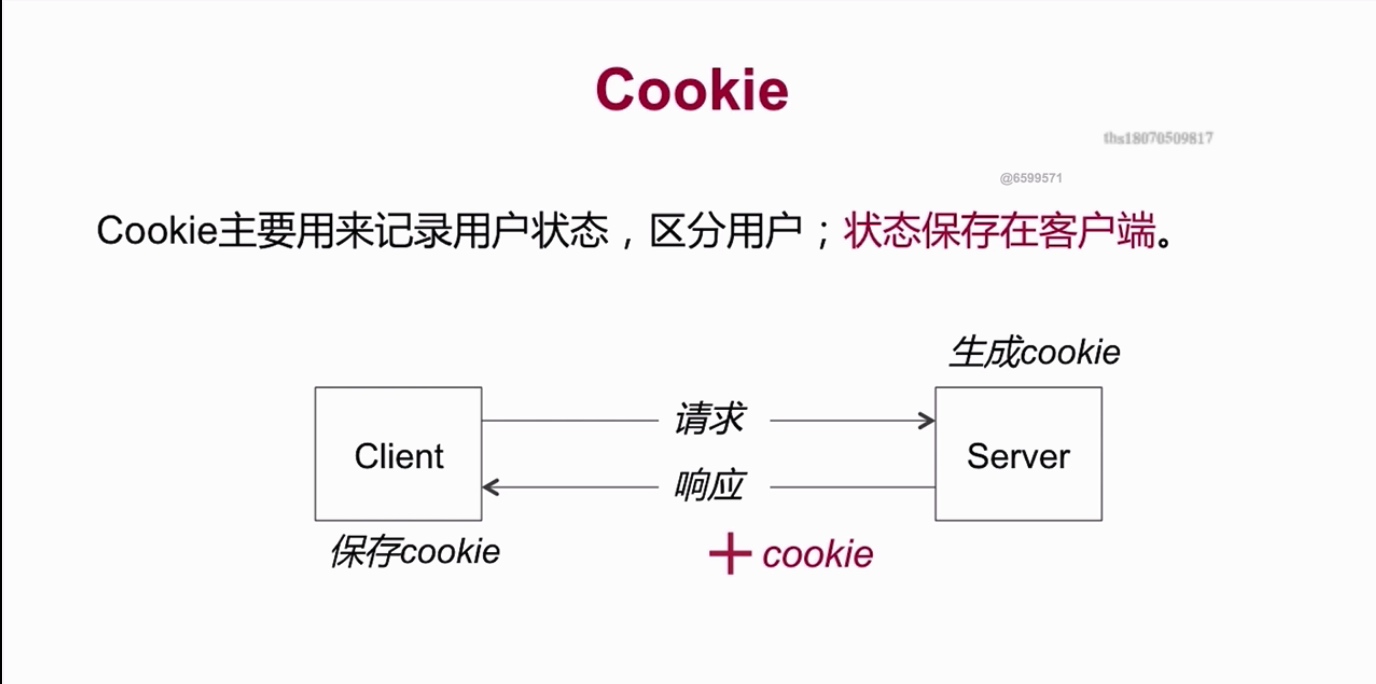 Cookie
ths18070509817
@6599571
Cookie主要用来记录用户状态，区分用户；状态保存在客户端。
生成cookie
请求
Client
Server
响应
保存cookie
+ cookie